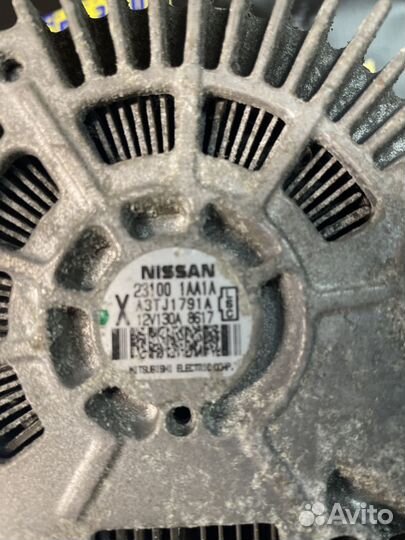 NISSAN
23100 1AA1A
X A3TJ1791A
12V130A 8617
MITSUBISHI ELECTRIC CORP.
Avito